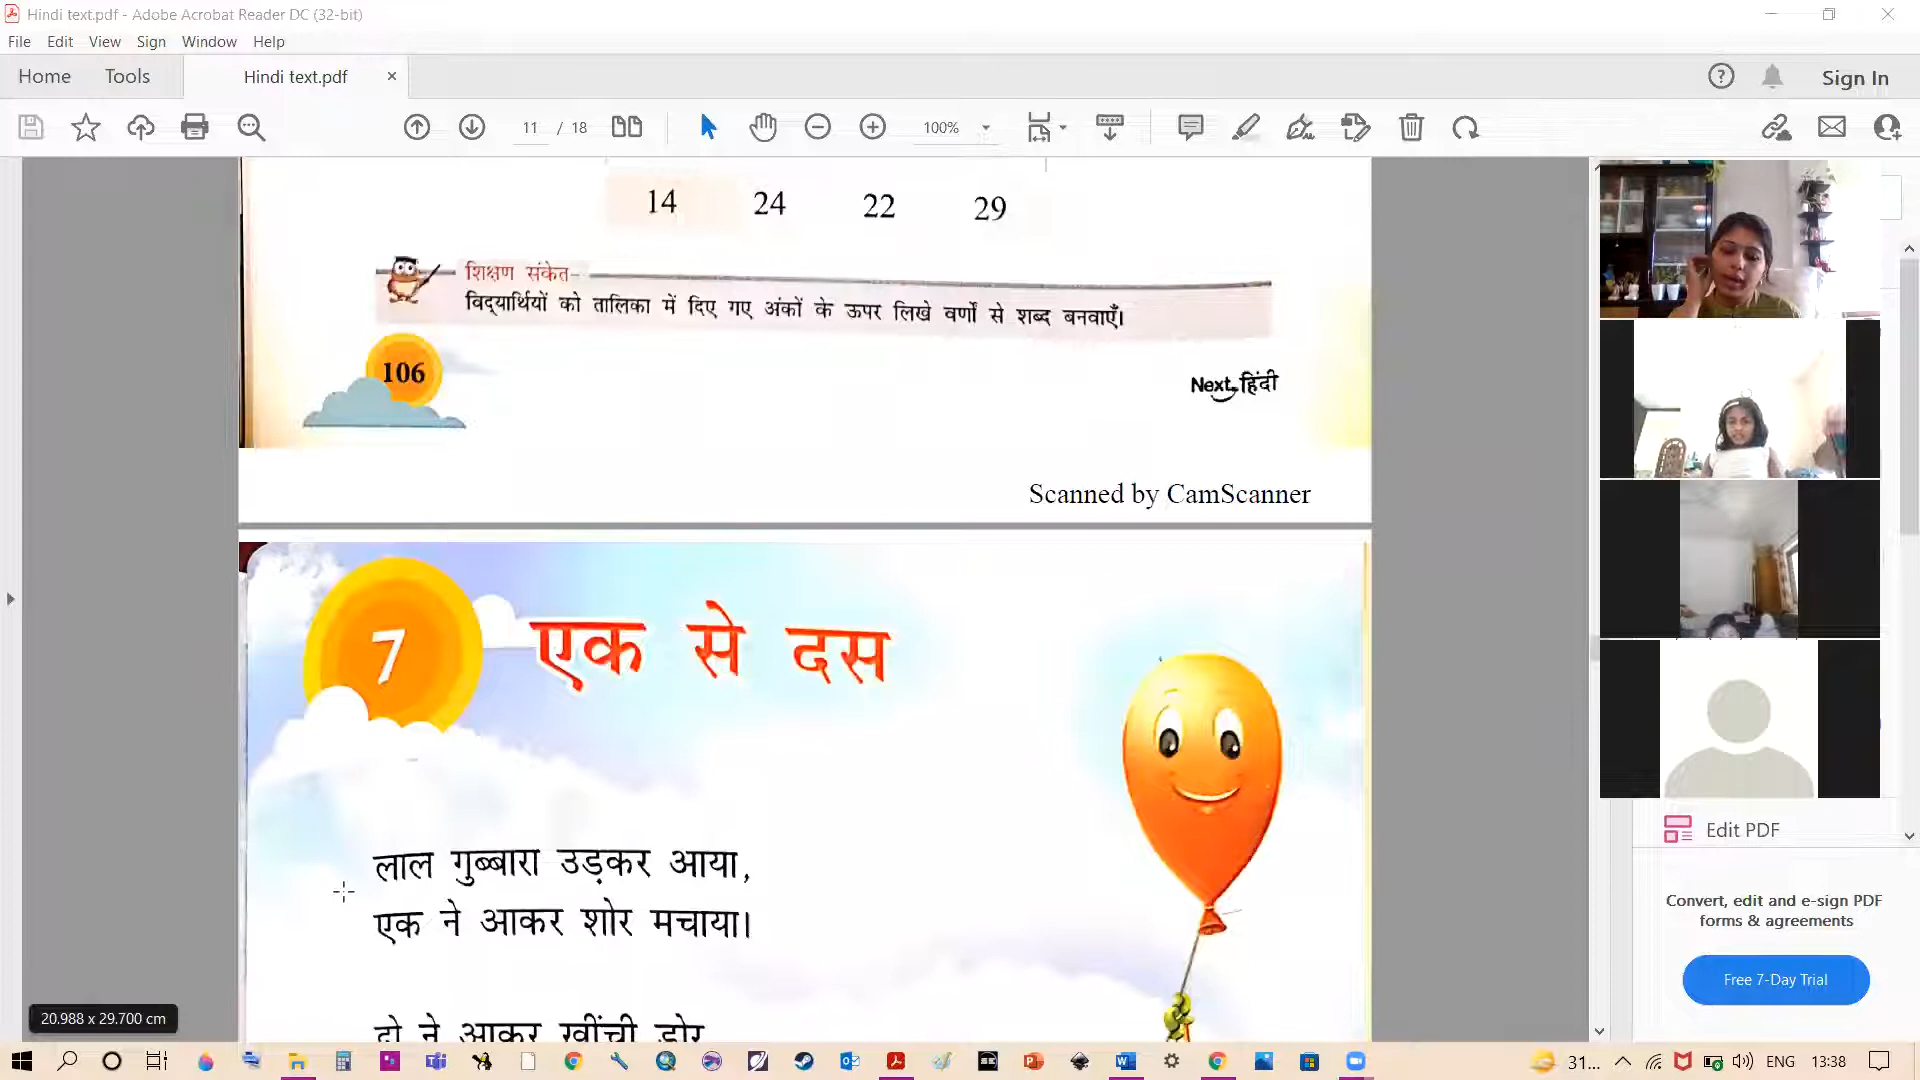 Hindi text.pdf - Adobe Acrobat Reader DC (32-bit)
File Edit View Sign Window Help
Home Tools Hindi text.pdf × Sign In
11 / 18 100%
14 24 22 29
शिक्षण संकेत-
विद्यार्थियों को तालिका में दिए गए अंकों के ऊपर लिखे वर्णों से शब्द बनवाएँ।
106
Next हिंदी
Scanned by CamScanner
7
एक से दस
लाल गुब्बारा उड़कर आया,
एक ने आकर शोर मचाया।
दो ने आकर खींची डोर
Edit PDF
Convert, edit and e-sign PDF
forms & agreements
Free 7-Day Trial
20.988 x 29.700 cm
31... ENG 13:38